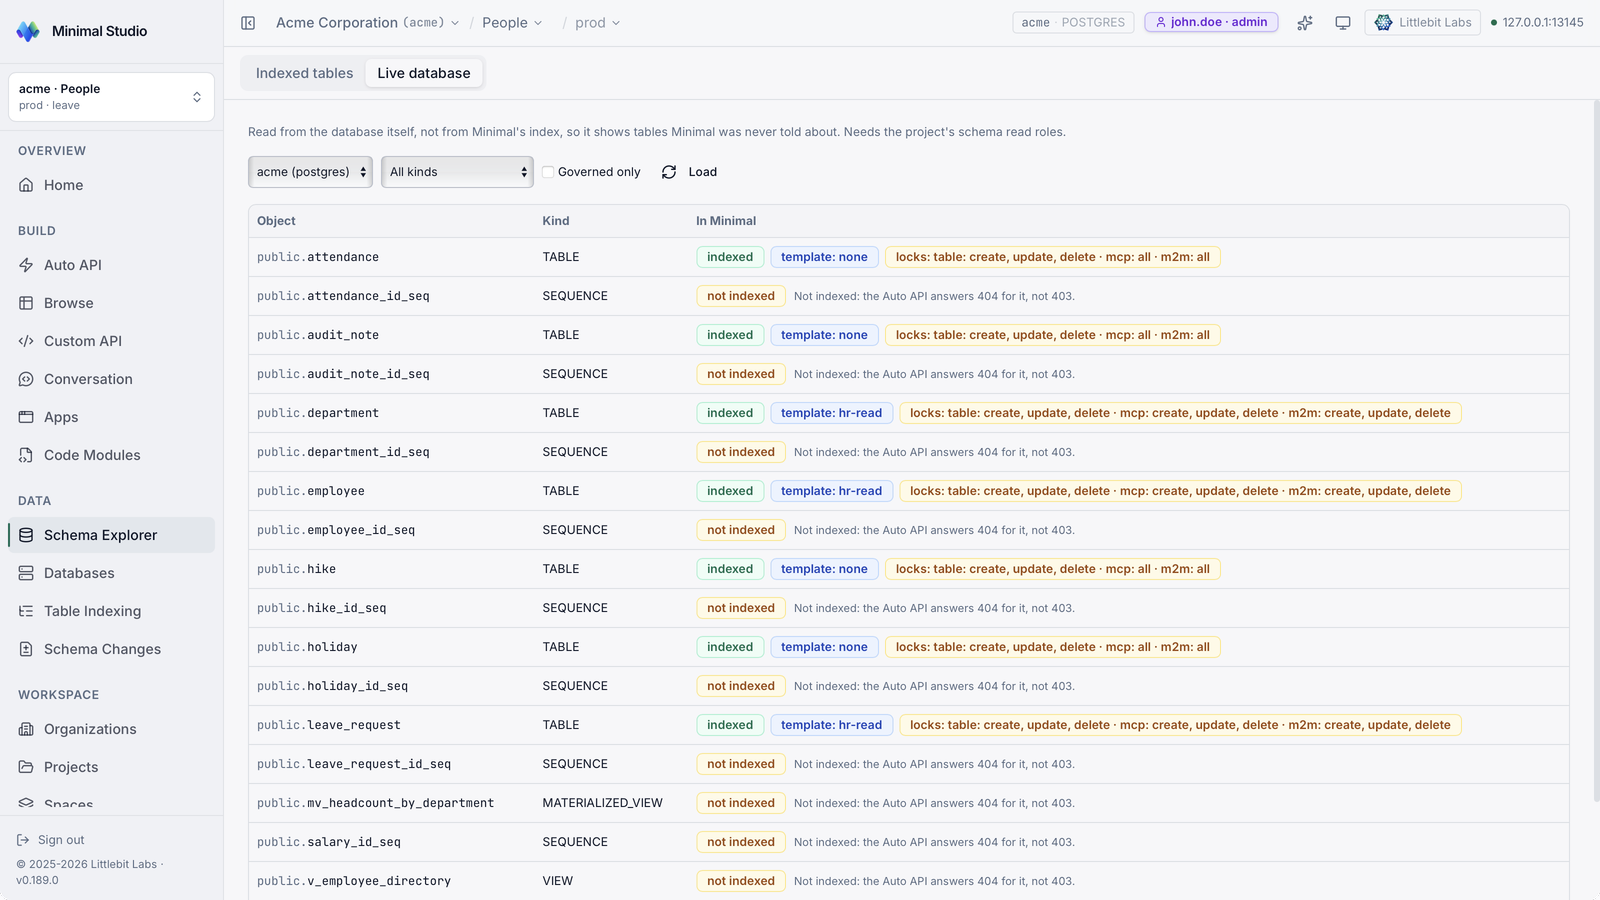 Minimal Studio
Acme Corporation (acme) / People / prod
acme · POSTGRES
john.doe · admin
Littlebit Labs
127.0.0.1:13145
acme · People
prod · leave
OVERVIEW
Home
BUILD
Auto API
Browse
Custom API
Conversation
Apps
Code Modules
DATA
Schema Explorer
Databases
Table Indexing
Schema Changes
WORKSPACE
Organizations
Projects
Spaces
Sign out
© 2025-2026 Littlebit Labs ·
v0.189.0
Indexed tables Live database
Read from the database itself, not from Minimal's index, so it shows tables Minimal was never told about. Needs the project's schema read roles.
acme (postgres) All kinds Governed only Load
Object Kind In Minimal
public.attendance TABLE indexed template: none locks: table: create, update, delete · mcp: all · m2m: all
public.attendance_id_seq SEQUENCE not indexed Not indexed: the Auto API answers 404 for it, not 403.
public.audit_note TABLE indexed template: none locks: table: create, update, delete · mcp: all · m2m: all
public.audit_note_id_seq SEQUENCE not indexed Not indexed: the Auto API answers 404 for it, not 403.
public.department TABLE indexed template: hr-read locks: table: create, update, delete · mcp: create, update, delete · m2m: create, update, delete
public.department_id_seq SEQUENCE not indexed Not indexed: the Auto API answers 404 for it, not 403.
public.employee TABLE indexed template: hr-read locks: table: create, update, delete · mcp: create, update, delete · m2m: create, update, delete
public.employee_id_seq SEQUENCE not indexed Not indexed: the Auto API answers 404 for it, not 403.
public.hike TABLE indexed template: none locks: table: create, update, delete · mcp: all · m2m: all
public.hike_id_seq SEQUENCE not indexed Not indexed: the Auto API answers 404 for it, not 403.
public.holiday TABLE indexed template: none locks: table: create, update, delete · mcp: all · m2m: all
public.holiday_id_seq SEQUENCE not indexed Not indexed: the Auto API answers 404 for it, not 403.
public.leave_request TABLE indexed template: hr-read locks: table: create, update, delete · mcp: create, update, delete · m2m: create, update, delete
public.leave_request_id_seq SEQUENCE not indexed Not indexed: the Auto API answers 404 for it, not 403.
public.mv_headcount_by_department MATERIALIZED_VIEW not indexed Not indexed: the Auto API answers 404 for it, not 403.
public.salary_id_seq SEQUENCE not indexed Not indexed: the Auto API answers 404 for it, not 403.
public.v_employee_directory VIEW not indexed Not indexed: the Auto API answers 404 for it, not 403.